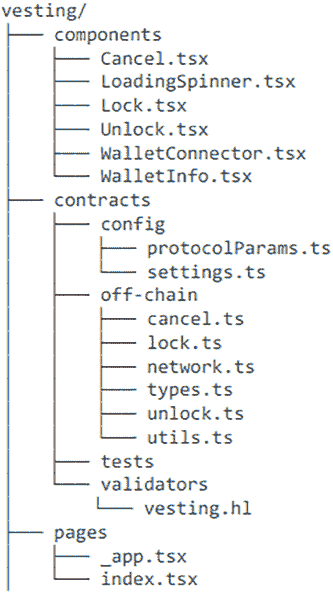 vesting/
├── components
│   ├── Cancel.tsx
│   ├── LoadingSpinner.tsx
│   ├── Lock.tsx
│   ├── Unlock.tsx
│   ├── WalletConnector.tsx
│   └── WalletInfo.tsx
├── contracts
│   ├── config
│   │   ├── protocolParams.ts
│   │   └── settings.ts
│   ├── off-chain
│   │   ├── cancel.ts
│   │   ├── lock.ts
│   │   ├── network.ts
│   │   ├── types.ts
│   │   ├── unlock.ts
│   │   └── utils.ts
│   ├── tests
│   └── validators
│       └── vesting.hl
├── pages
│   ├── _app.tsx
│   └── index.tsx